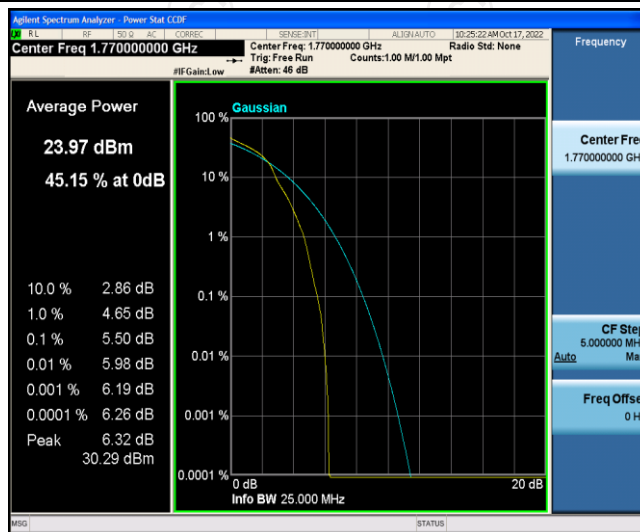 Agilent Spectrum Analyzer - Power Stat CCDF
RL RF 50 Ω AC CORREC SENSE:INT ALIGN AUTO 10:25:22 AM Oct 17, 2022
Center Freq 1.770000000 GHz
Center Freq: 1.770000000 GHz Radio Std: None
Trig: Free Run Counts:1.00 M/1.00 Mpt
#IFGain:Low #Atten: 46 dB
Frequency
Average Power
23.97 dBm
45.15 % at 0dB
10.0 % 2.86 dB
1.0 % 4.65 dB
0.1 % 5.50 dB
0.01 % 5.98 dB
0.001 % 6.19 dB
0.0001 % 6.26 dB
Peak 6.32 dB
30.29 dBm
Gaussian
100 %
10 %
1 %
0.1 %
0.01 %
0.001 %
0.0001 %
0 dB 20 dB
Info BW 25.000 MHz
Center Fre
1.770000000 GH
CF Step
5.000000 MH
Auto Ma
Freq Offse
0 H
MSG STATUS